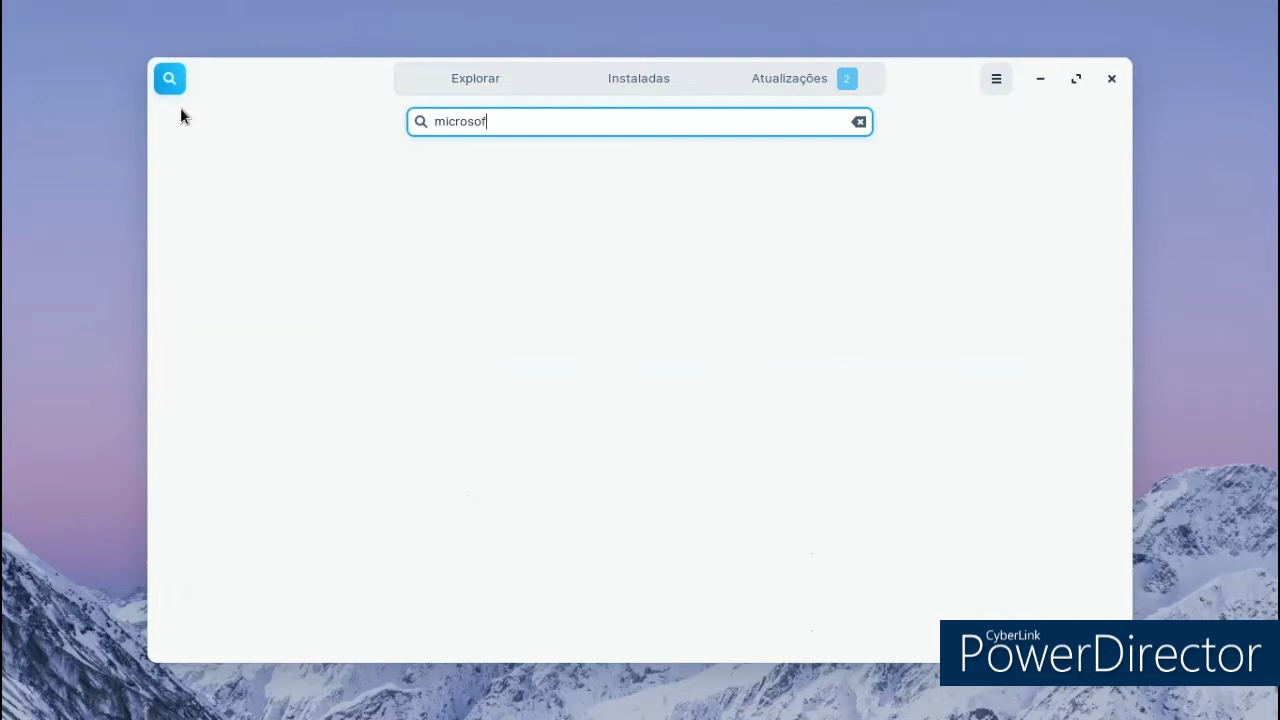 Explorar
Instaladas
Atualizações 2
microsof
CyberLink
PowerDirector